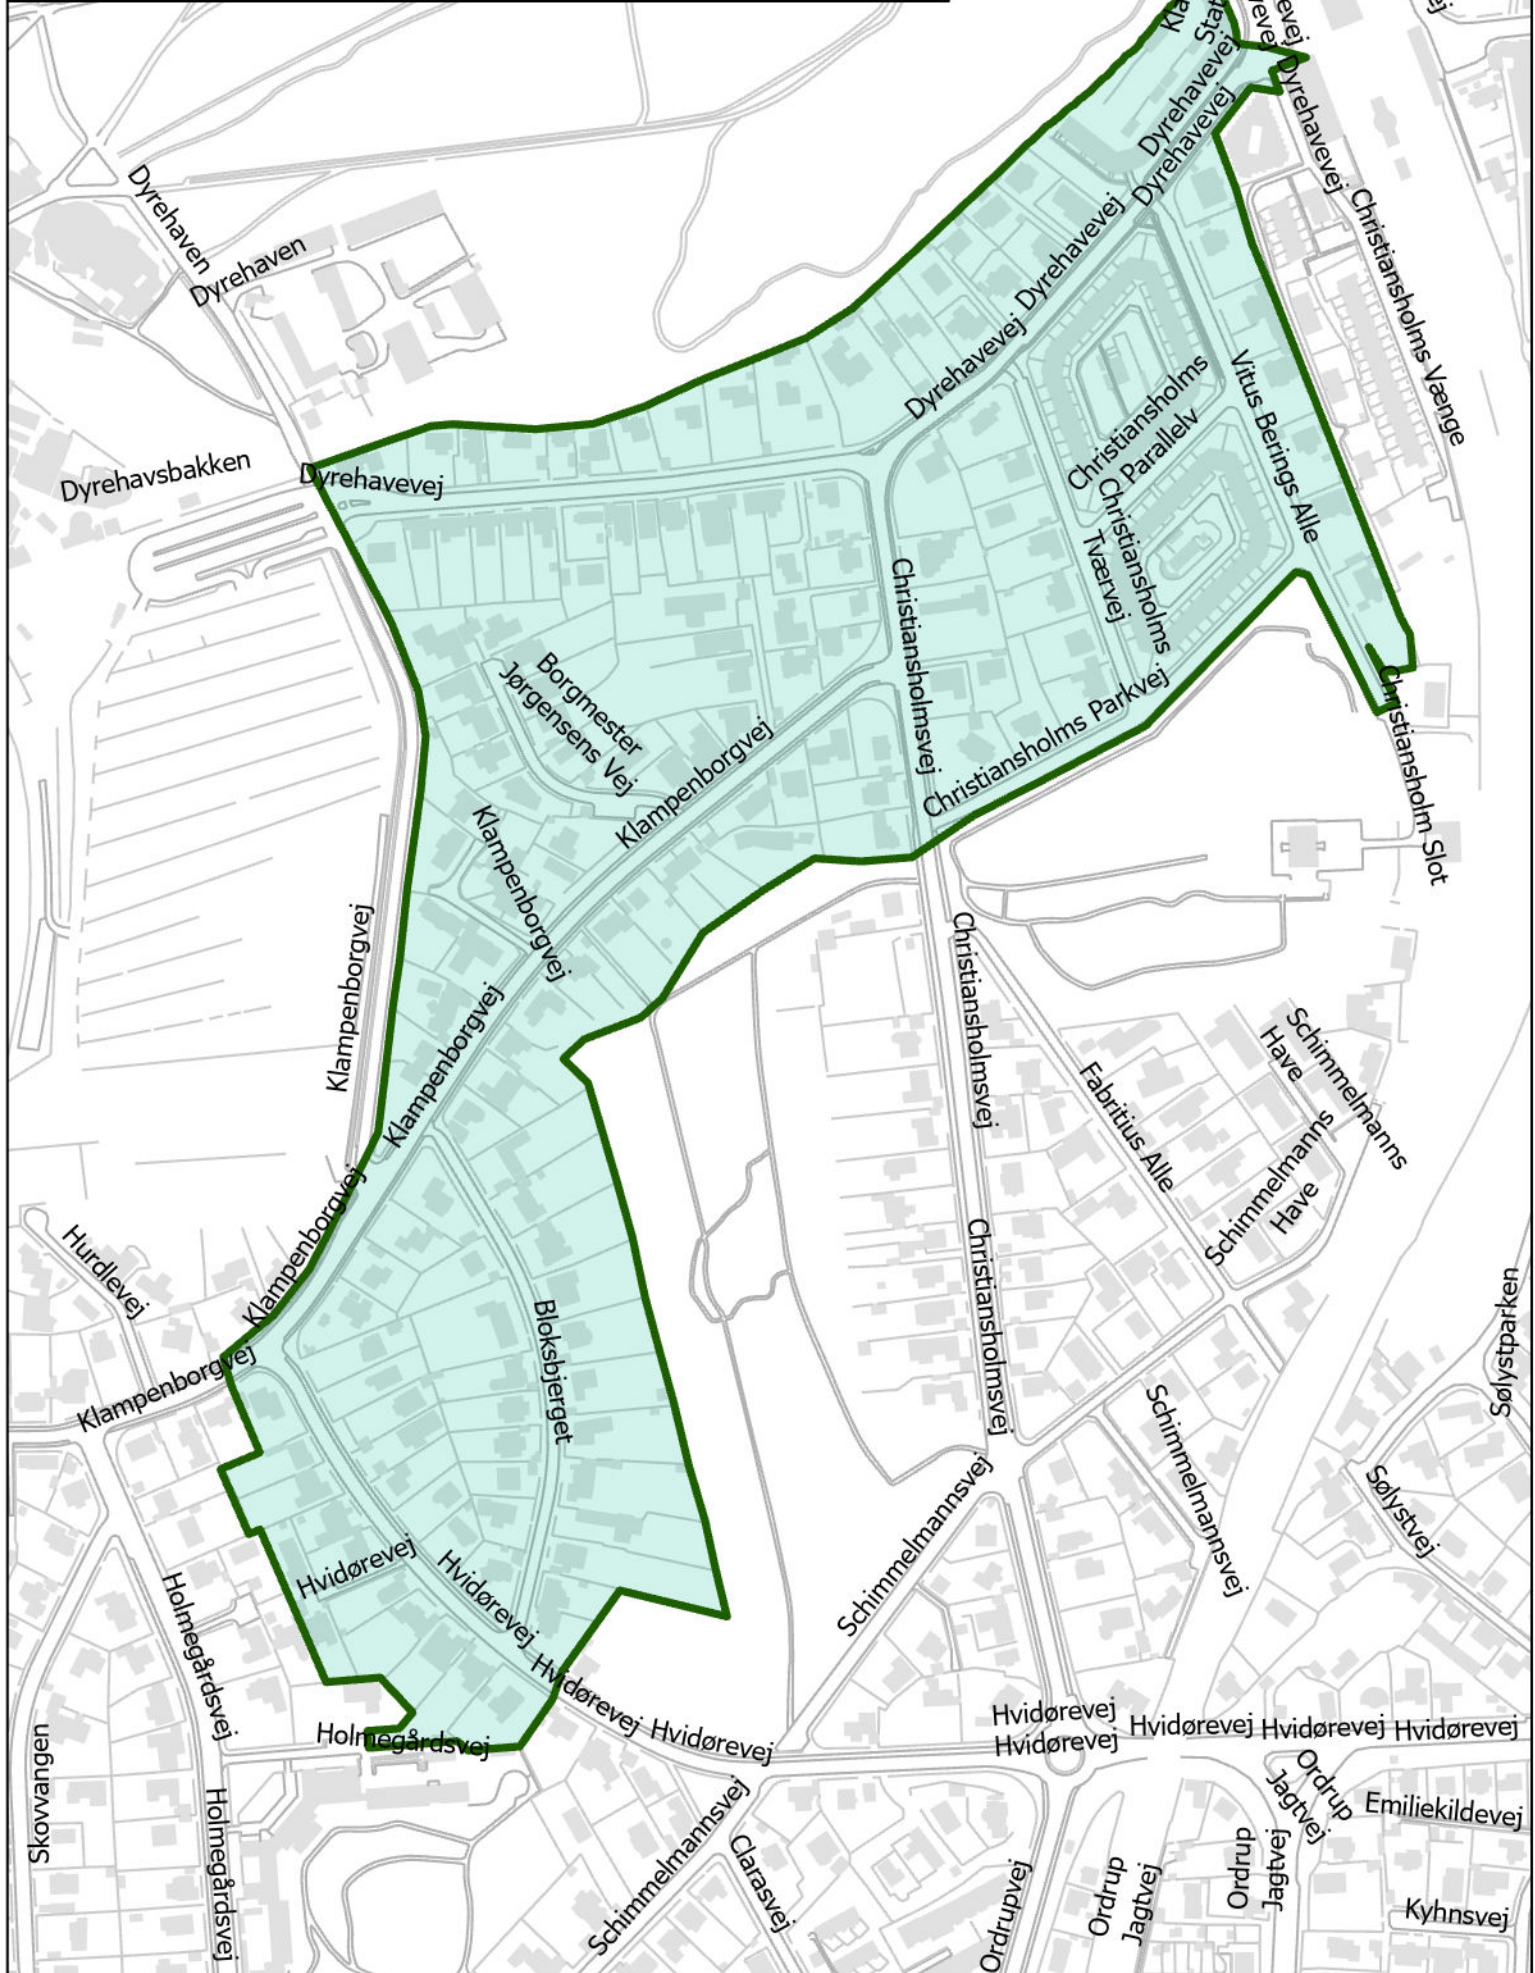 Dyrehavevej
Dyrehavevej
Dyrehavevej
Dyrehaven
Dyrehaven
Dyrehavevej
Dyrehavevej
Christiansholms Vænge
Vitus Berings Alle
Christiansholms
Parallelv
Dyrehavsbakken
Dyrehavevej
Christiansholms
Tværvej
Christiansholmsvej
Borgmester
Jørgensens Vej
Klampenborgvej
Christiansholms Parkvej
Christiansholm Slot
Klampenborgvej
Klampenborgvej
Klampenborgvej
Christiansholmsvej
Fabritius Alle
Schimmelmanns
Have
Schimmelmanns
Have
Hurdlevej
Klampenborgvej
Klampenborgvej
Bloksbjerget
Christiansholmsvej
Sølystparken
Schimmelmannsvej
Sølystvej
Schimmelmannsvej
Hvidørevej
Hvidørevej
Holmegårdsvej
Hvidørevej
Hvidørevej
Hvidørevej
Hvidørevej
Hvidørevej
Hvidørevej
Hvidørevej
Holmegårdsvej
Skovvangen
Holmegårdsvej
Schimmelmannsvej
Clarasvej
Ordrupvej
Ordrup
Jagtvej
Ordrup
Jagtvej
Ordrup
Jagtvej
Emiliekildevej
Kyhnsvej